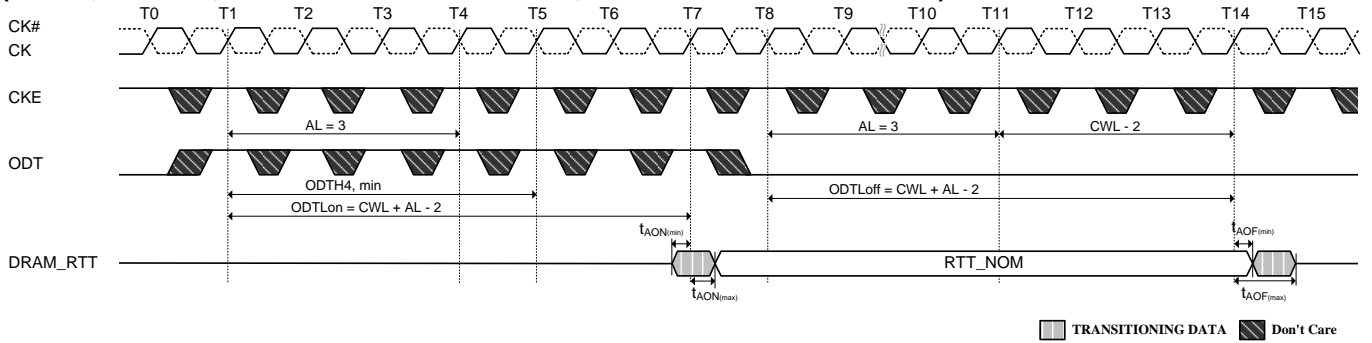 T0 T1 T2 T3 T4 T5 T6 T7 T8 T9 T10 T11 T12 T13 T14 T15
CK#
CK
CKE
AL = 3 AL = 3 CWL - 2
ODT
ODTH4, min
ODTLon = CWL + AL - 2 ODTLoff = CWL + AL - 2
tAON(min) tAOF(min)
DRAM_RTT RTT_NOM
tAON(max) tAOF(max)
TRANSITIONING DATA Don't Care